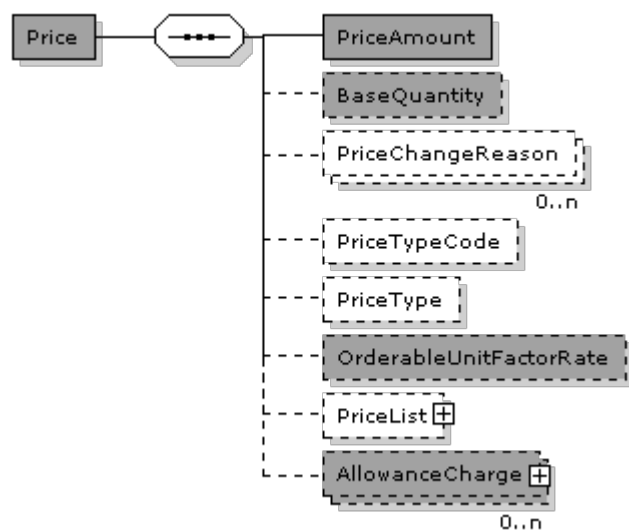 Price
PriceAmount
BaseQuantity
PriceChangeReason
0..n
PriceTypeCode
PriceType
OrderableUnitFactorRate
PriceList
AllowanceCharge
0..n